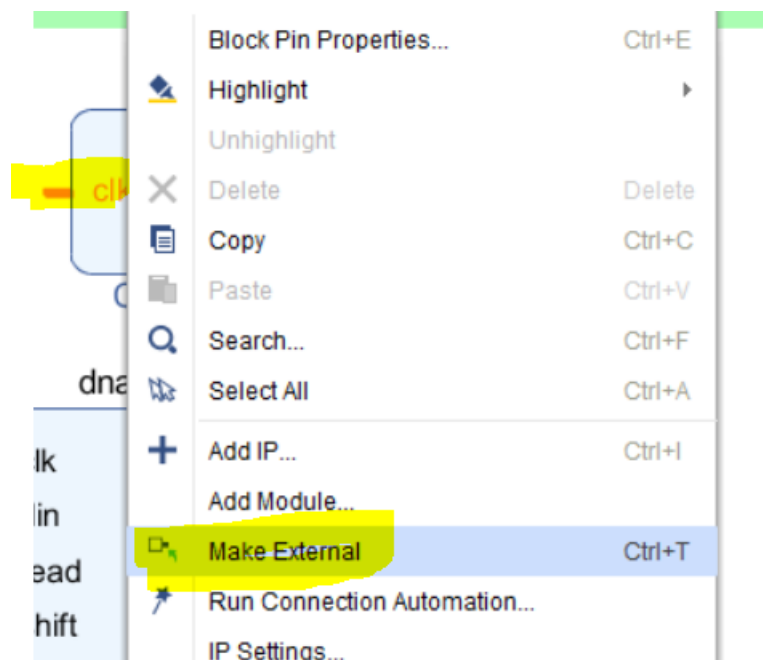 Block Pin Properties... Ctrl+E
Highlight
Unhighlight
clk
Delete Delete
Copy Ctrl+C
Paste Ctrl+V
Search... Ctrl+F
dna
Select All Ctrl+A
lk
Add IP... Ctrl+I
in
Add Module...
Make External Ctrl+T
ead
Run Connection Automation...
hift
IP Settings...